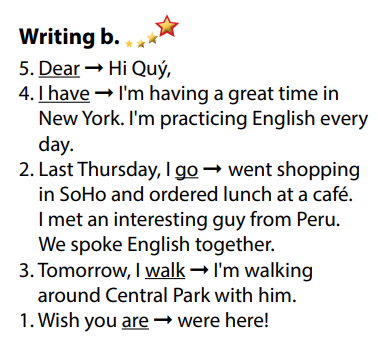 Writing b.
5. Dear → Hi Quý,
4. I have → I'm having a great time in
New York. I'm practicing English every
day.
2. Last Thursday, I go → went shopping
in SoHo and ordered lunch at a café.
I met an interesting guy from Peru.
We spoke English together.
3. Tomorrow, I walk → I'm walking
around Central Park with him.
1. Wish you are → were here!